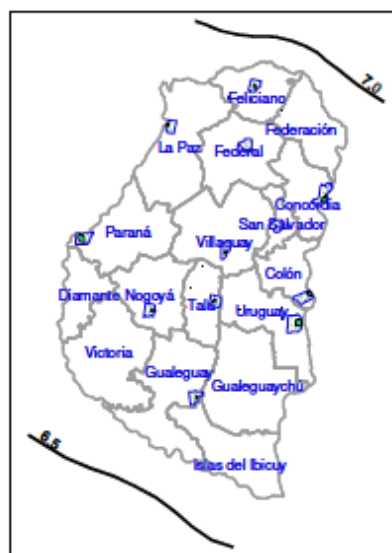 7,0
Feliciano
Federación
La Paz
Federal
Concordia
San Salvador
Paraná
Villaguay
Colón
Diamante
Nogoyá
Tala
Uruguay
Victoria
Gualeguay
Gualeguaychú
6,5
Islas del Ibicuy